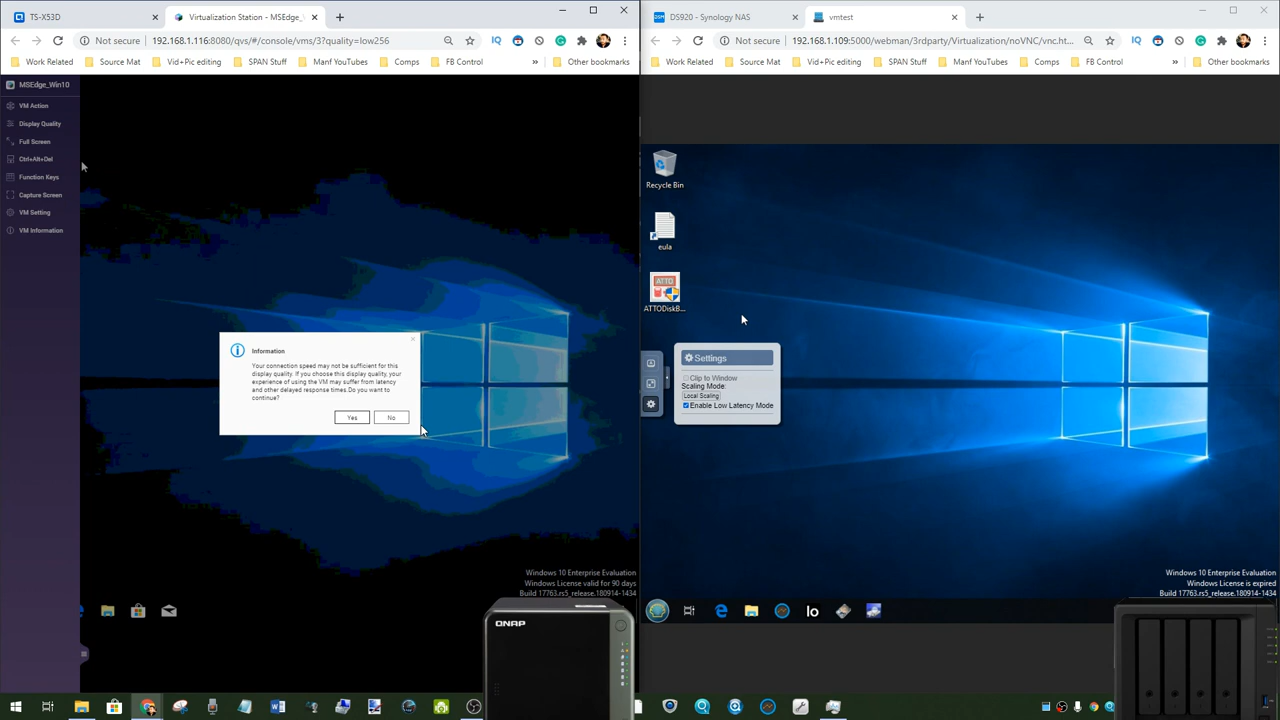 TS-X53D
Virtualization Station - MSEdge_
Not secure
192.168.1.116:8080/qvs/#/console/vms/3?quality=low256
Work Related
Source Mat
Vid+Pic editing
SPAN Stuff
Manf YouTubes
Comps
FB Control
»
Other bookmarks
MSEdge_Win10
VM Action
Display Quality
Full Screen
Ctrl+Alt+Del
Function Keys
Capture Screen
VM Setting
VM Information
Information
Your connection speed may not be sufficient for this
display quality. If you choose this display quality, your
experience of using the VM may suffer from latency
and other delayed response times.Do you want to
continue?
Yes
No
Windows 10 Enterprise Evaluation
Windows License valid for 90 days
Build 17763.rs5_release.180914-1434
QNAP
DSM
DS920 - Synology NAS
vmtest
Not secure
192.168.1.109:5000/webman/3rdparty/Virtualization/noVNC/vnc.ht...
Work Related
Source Mat
Vid+Pic editing
SPAN Stuff
Manf YouTubes
Comps
FB Control
»
Other bookmarks
Recycle Bin
eula
ATTO
ATTODiskB...
Settings
Clip to Window
Scaling Mode:
Local Scaling
Enable Low Latency Mode
Windows 10 Enterprise Evaluation
Windows License is expired
Build 17763.rs5_release.180914-1434
Io